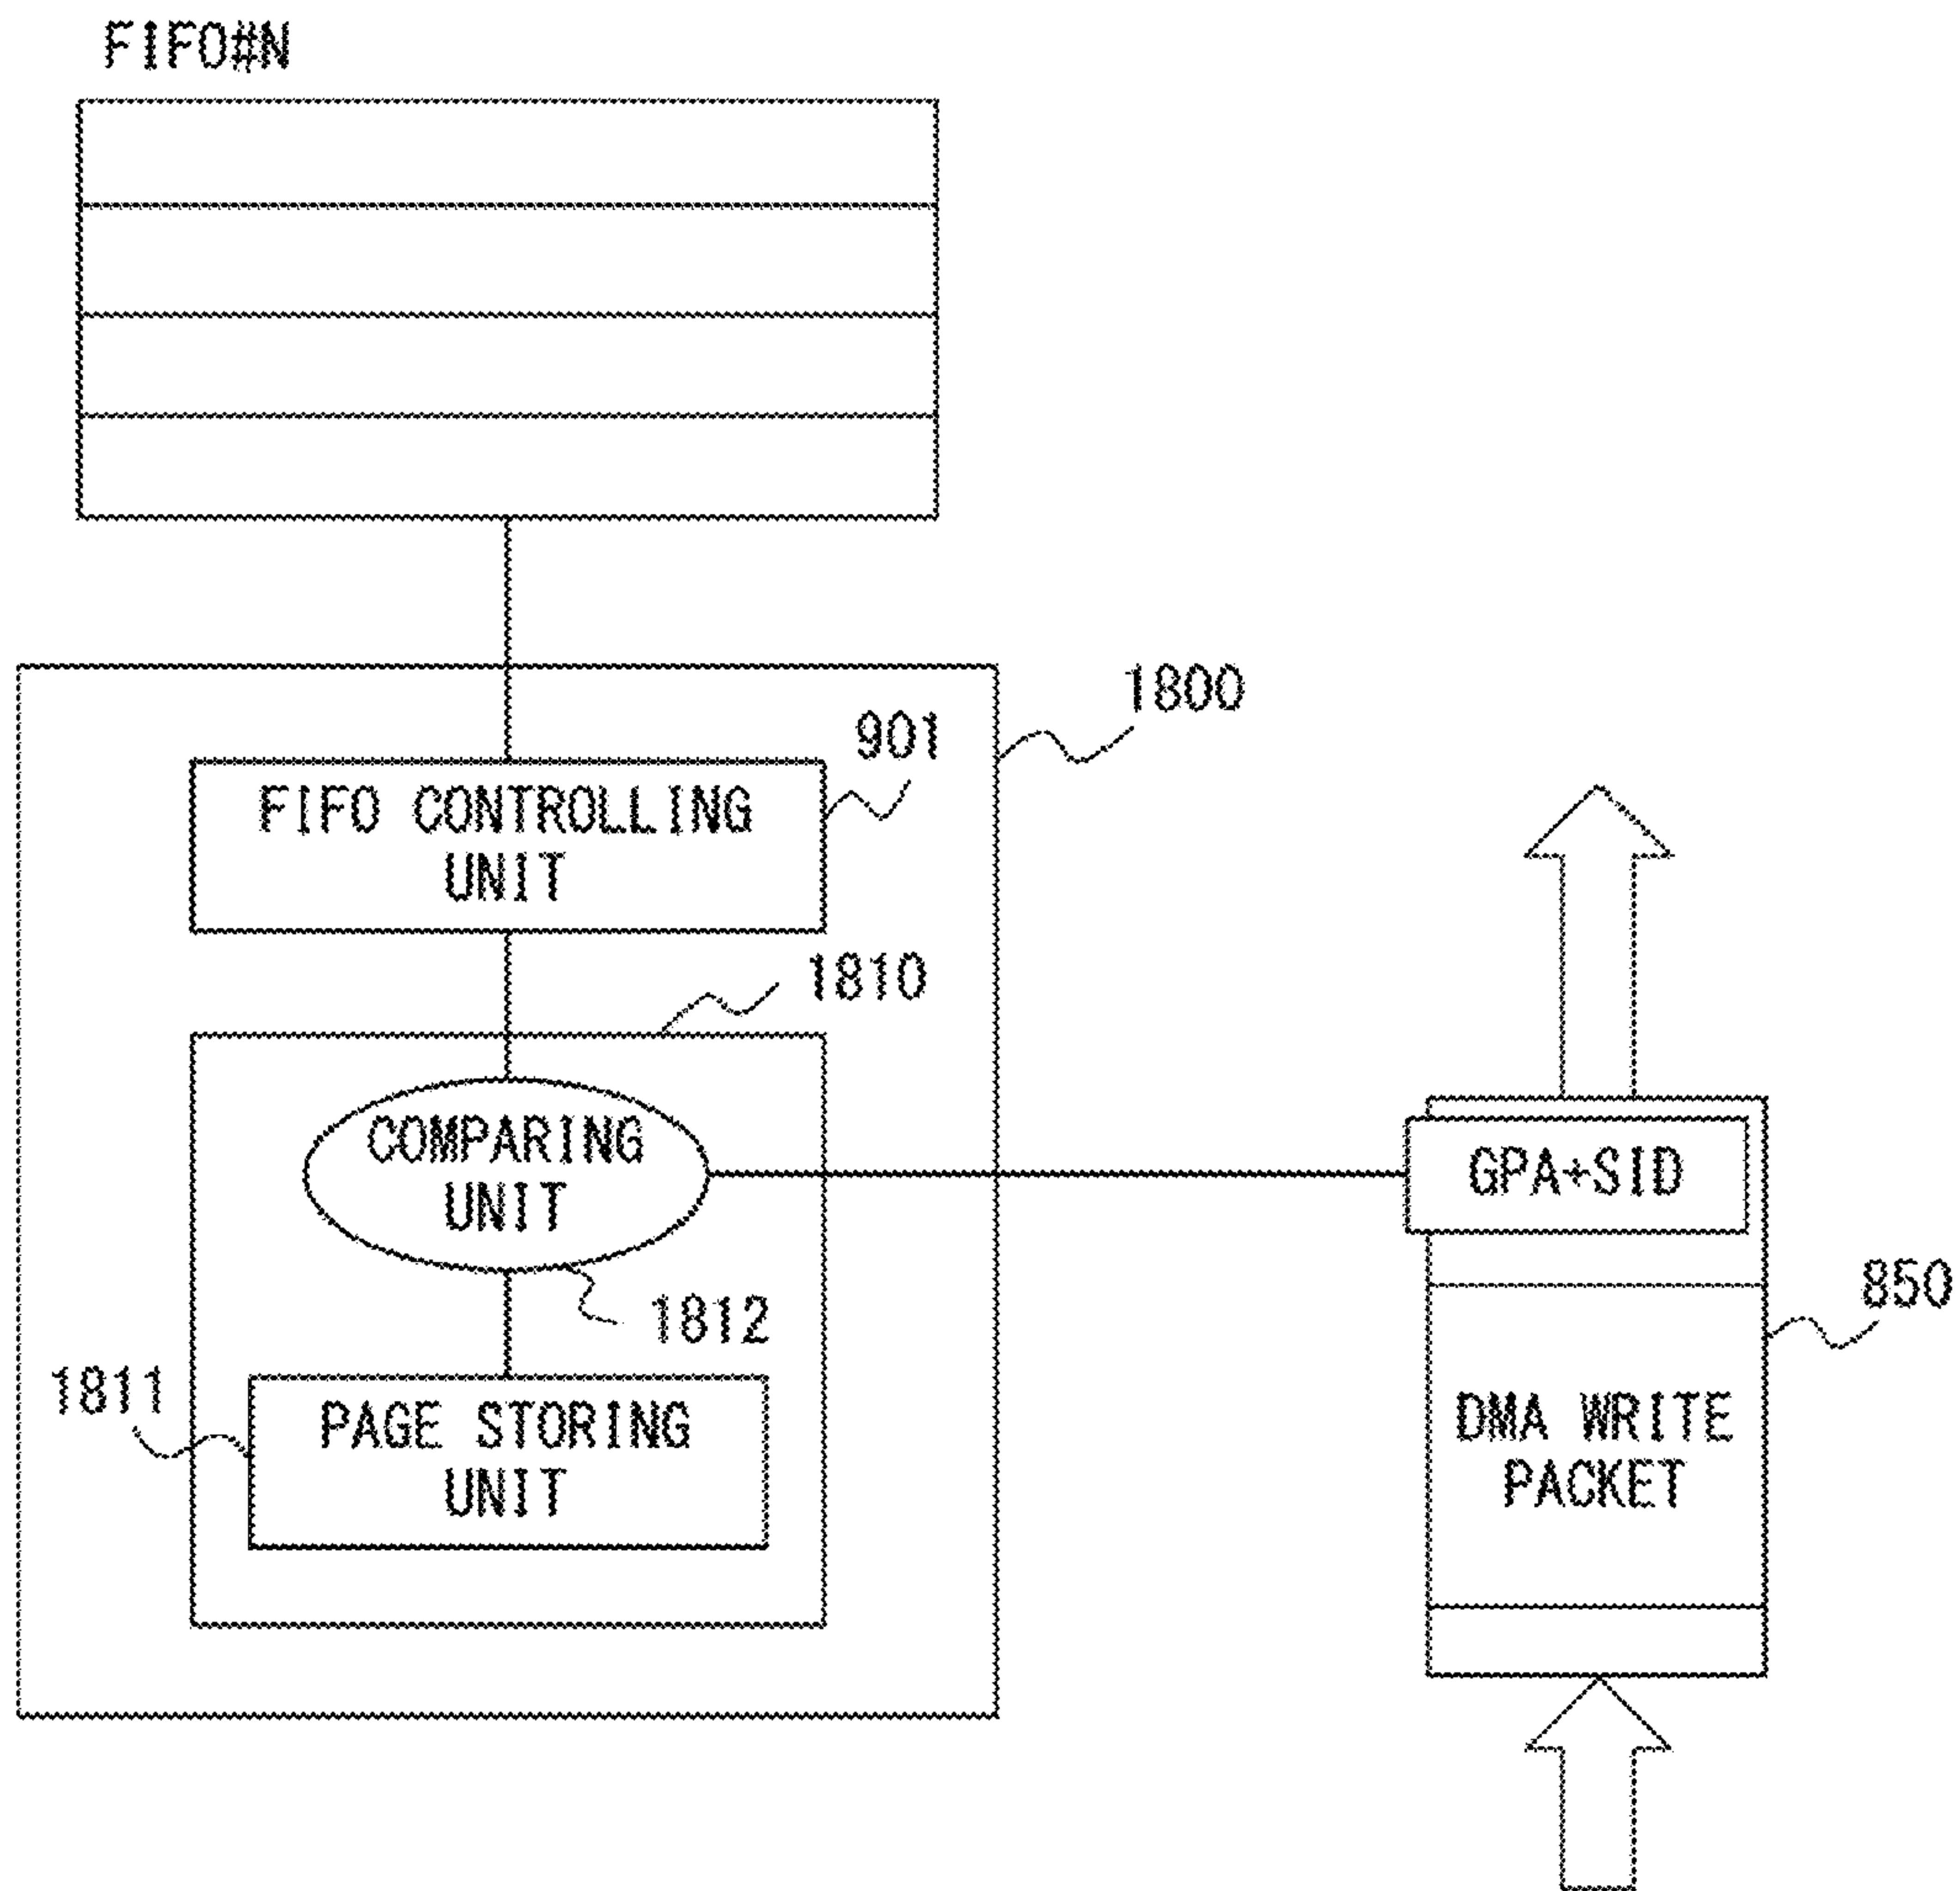 FIFO#N
1800
901
FIFO CONTROLLING
UNIT
1810
COMPARING
UNIT
GPA+SID
1812
850
1811
PAGE STORING
UNIT
DMA WRITE
PACKET